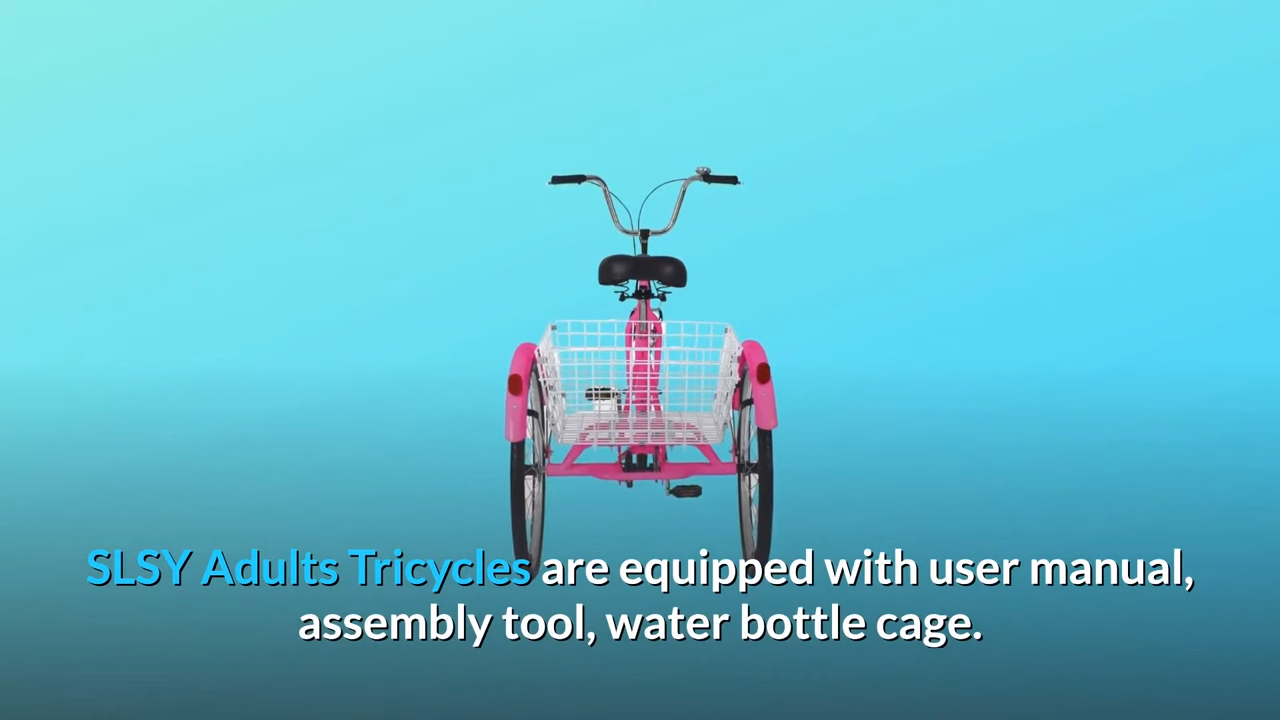 SLSY Adults Tricycles are equipped with user manual,
assembly tool, water bottle cage.